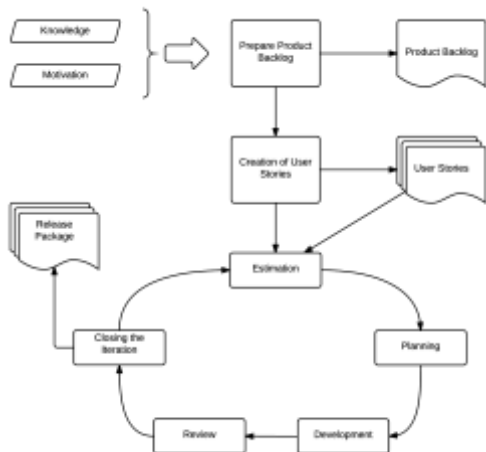 Knowledge
Motivation
Prepare Product
Backlog
Product Backlog
Creation of User
Stories
User Stories
Release
Package
Estimation
Closing the
Iteration
Planning
Review
Development